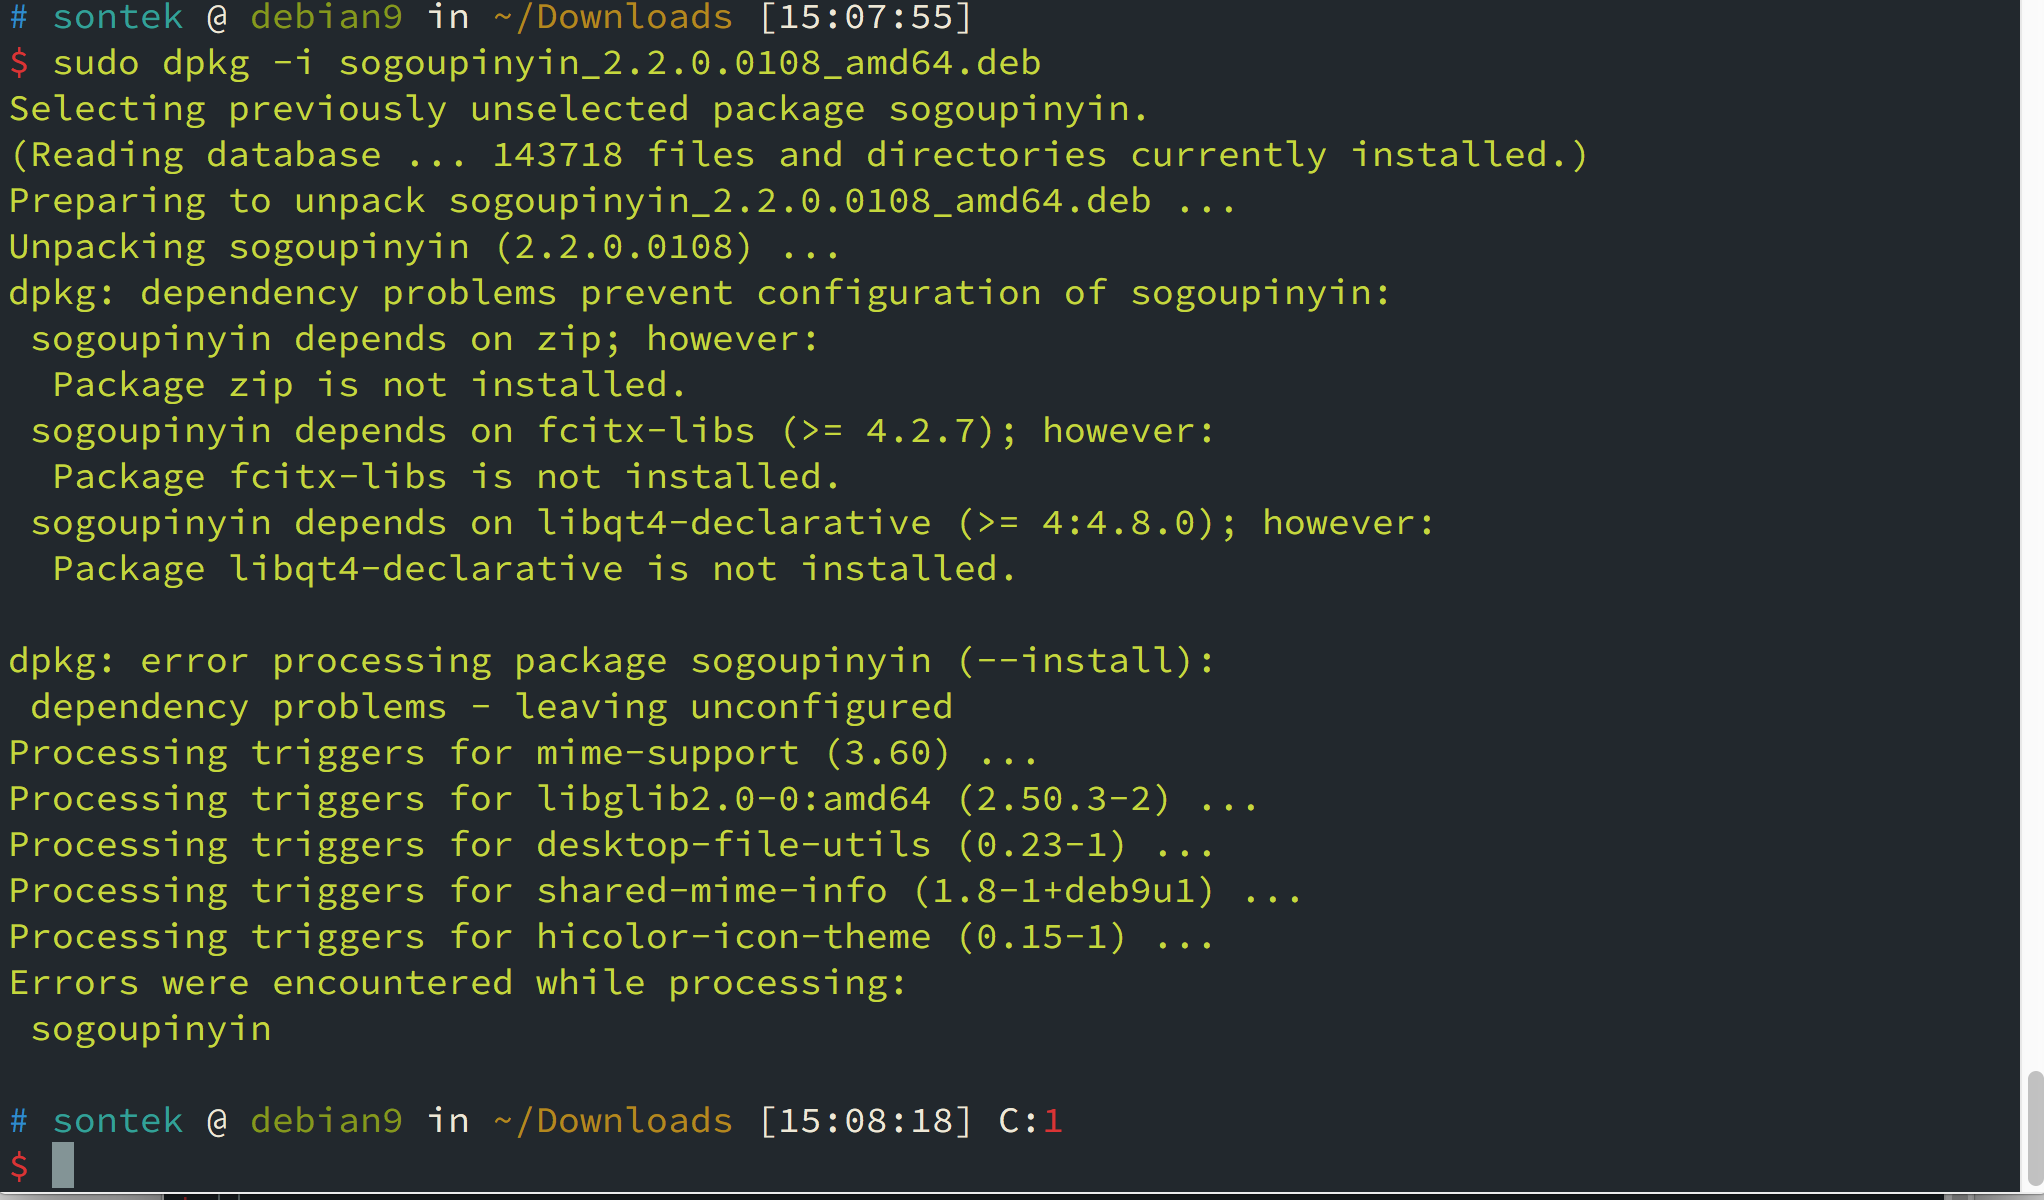 # sontek @ debian9 in ~/Downloads [15:07:55]
$ sudo dpkg -i sogoupinyin_2.2.0.0108_amd64.deb
Selecting previously unselected package sogoupinyin.
(Reading database ... 143718 files and directories currently installed.)
Preparing to unpack sogoupinyin_2.2.0.0108_amd64.deb ...
Unpacking sogoupinyin (2.2.0.0108) ...
dpkg: dependency problems prevent configuration of sogoupinyin:
 sogoupinyin depends on zip; however:
  Package zip is not installed.
 sogoupinyin depends on fcitx-libs (>= 4.2.7); however:
  Package fcitx-libs is not installed.
 sogoupinyin depends on libqt4-declarative (>= 4:4.8.0); however:
  Package libqt4-declarative is not installed.

dpkg: error processing package sogoupinyin (--install):
 dependency problems - leaving unconfigured
Processing triggers for mime-support (3.60) ...
Processing triggers for libglib2.0-0:amd64 (2.50.3-2) ...
Processing triggers for desktop-file-utils (0.23-1) ...
Processing triggers for shared-mime-info (1.8-1+deb9u1) ...
Processing triggers for hicolor-icon-theme (0.15-1) ...
Errors were encountered while processing:
 sogoupinyin

# sontek @ debian9 in ~/Downloads [15:08:18] C:1
$